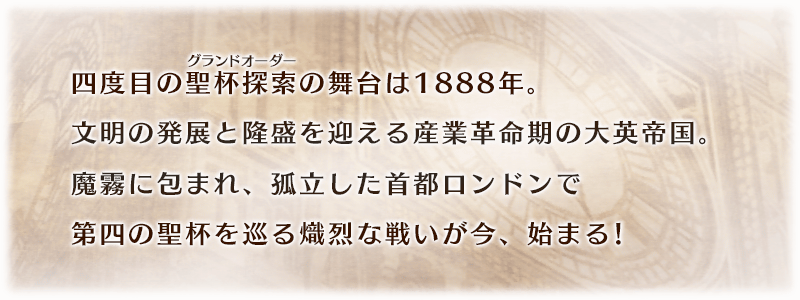 グランドオーダー
四度目の聖杯探索の舞台は1888年。
文明の発展と隆盛を迎える産業革命期の大英帝国。
魔霧に包まれ、孤立した首都ロンドンで
第四の聖杯を巡る熾烈な戦いが今、始まる!